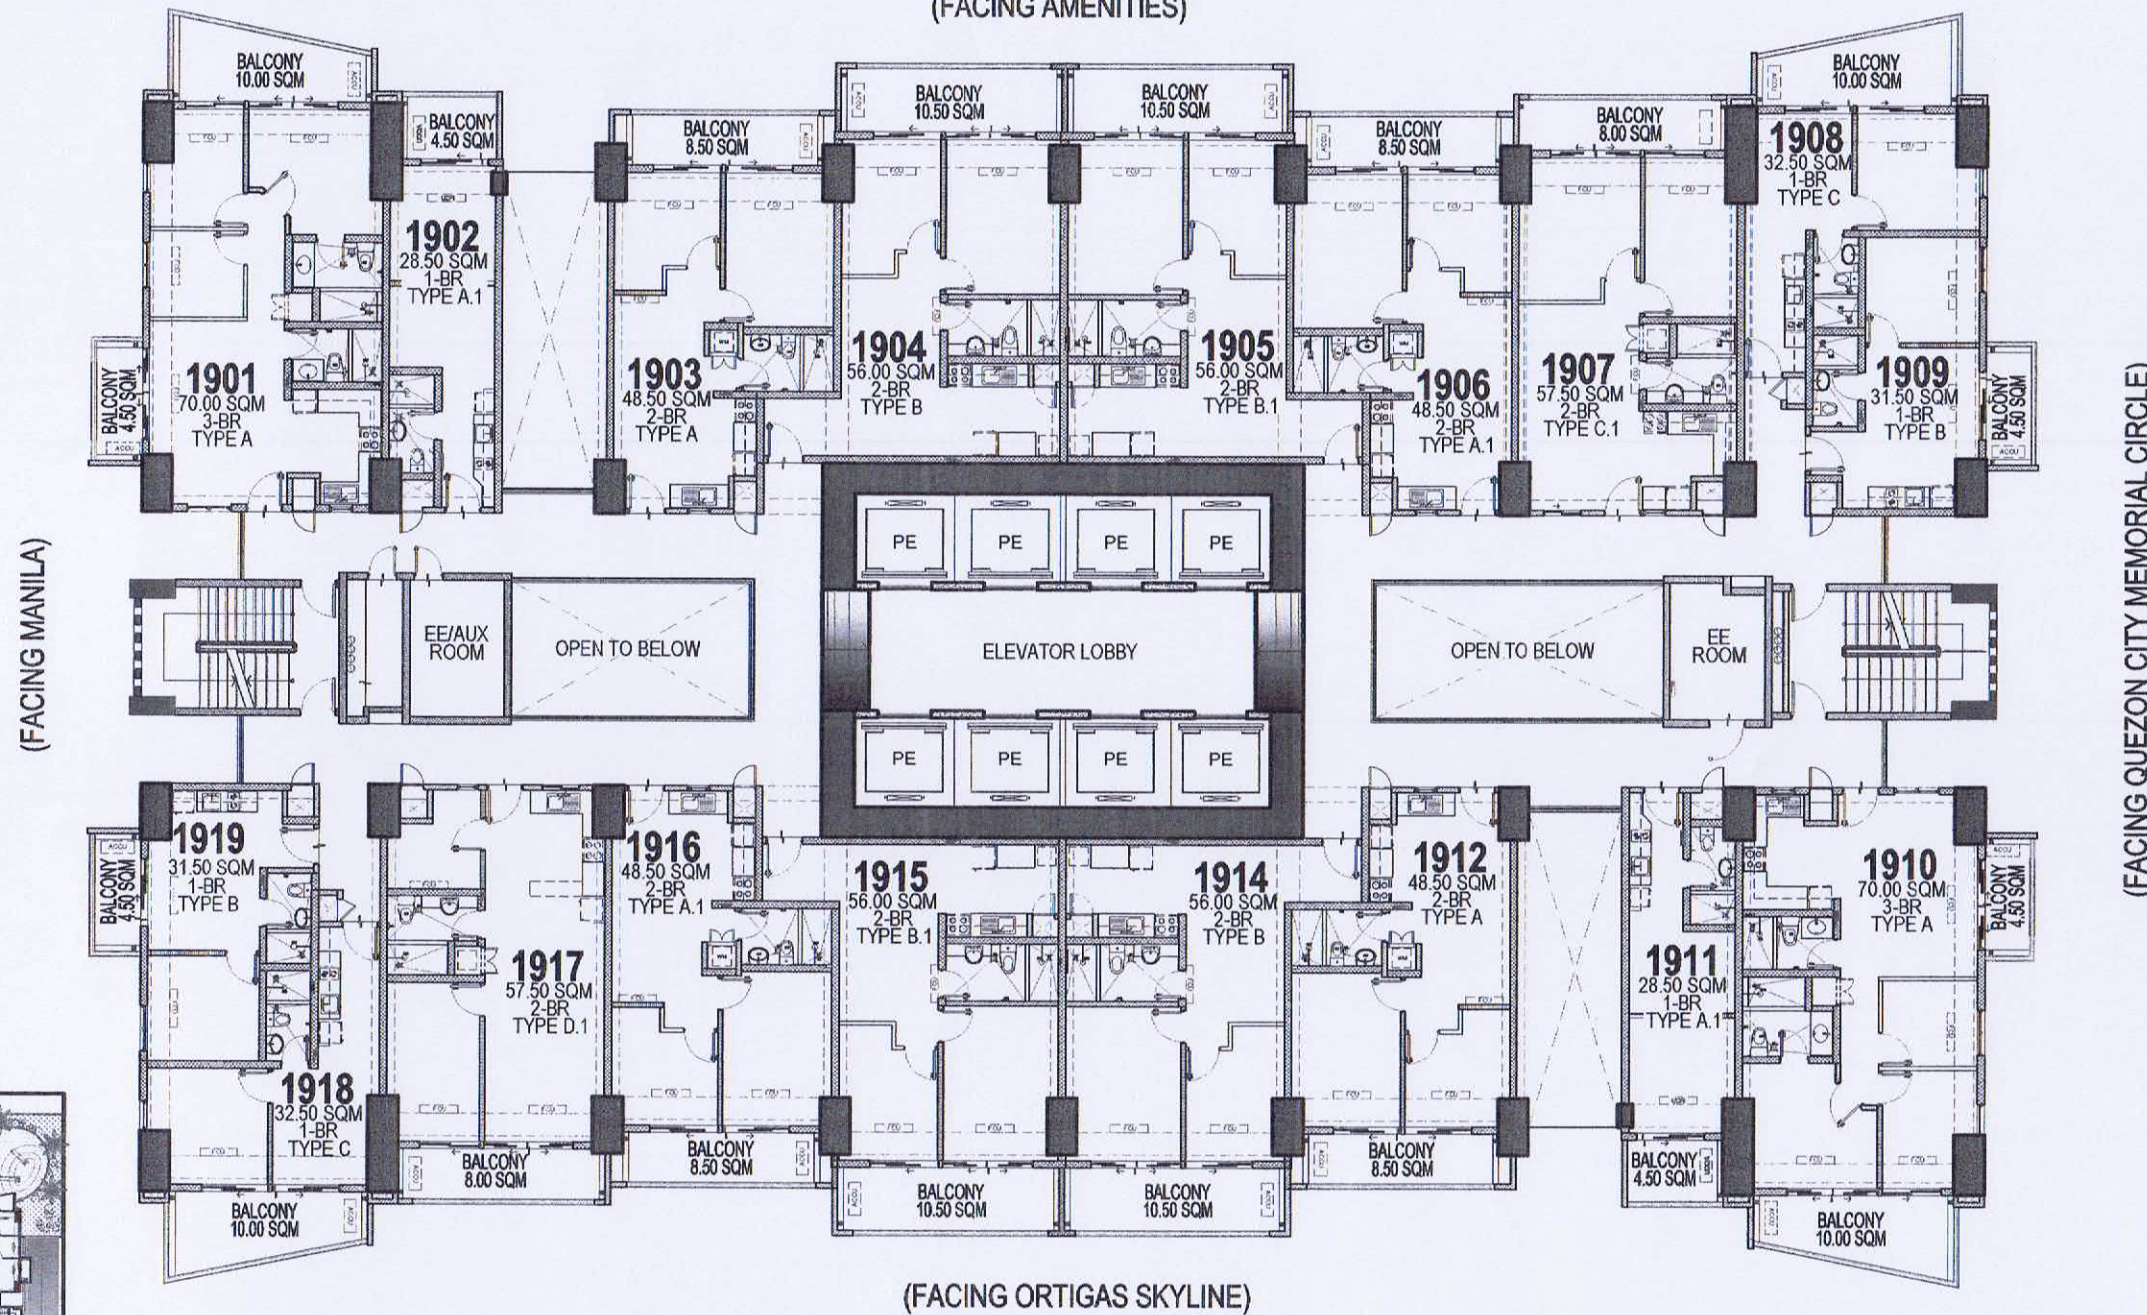 (FACING AMENITIES)
BALCONY
10.00 SQM
BALCONY
4.50 SQM
BALCONY
8.50 SQM
BALCONY
10.50 SQM
BALCONY
10.50 SQM
BALCONY
8.50 SQM
BALCONY
8.00 SQM
BALCONY
10.00 SQM
1901
70.00 SQM
3-BR
TYPE A
BALCONY
4.50 SQM
ACCU
1902
28.50 SQM
1-BR
TYPE A.1
1903
48.50 SQM
2-BR
TYPE A
1904
56.00 SQM
2-BR
TYPE B
1905
56.00 SQM
2-BR
TYPE B.1
1906
48.50 SQM
2-BR
TYPE A.1
1907
57.50 SQM
2-BR
TYPE C.1
1908
32.50 SQM
1-BR
TYPE C
1909
31.50 SQM
1-BR
TYPE B
BALCONY
4.50 SQM
ACCU
(FACING MANILA)
EE/AUX
ROOM
OPEN TO BELOW
PE
PE
PE
PE
ELEVATOR LOBBY
PE
PE
PE
PE
OPEN TO BELOW
EE
ROOM
(FACING QUEZON CITY MEMORIAL CIRCLE)
1919
31.50 SQM
1-BR
TYPE B
BALCONY
4.50 SQM
ACCU
1918
32.50 SQM
1-BR
TYPE C
1917
57.50 SQM
2-BR
TYPE D.1
1916
48.50 SQM
2-BR
TYPE A.1
1915
56.00 SQM
2-BR
TYPE B.1
1914
56.00 SQM
2-BR
TYPE B
1912
48.50 SQM
2-BR
TYPE A
1911
28.50 SQM
1-BR
TYPE A.1
1910
70.00 SQM
3-BR
TYPE A
BALCONY
4.50 SQM
ACCU
BALCONY
10.00 SQM
BALCONY
8.00 SQM
BALCONY
8.50 SQM
BALCONY
10.50 SQM
BALCONY
10.50 SQM
BALCONY
8.50 SQM
BALCONY
4.50 SQM
BALCONY
10.00 SQM
(FACING ORTIGAS SKYLINE)